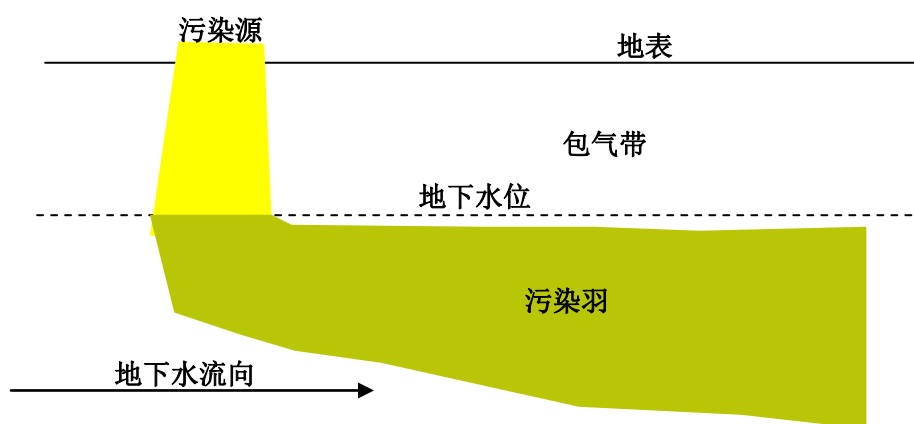 污染源
地表
包气带
地下水位
污染羽
地下水流向